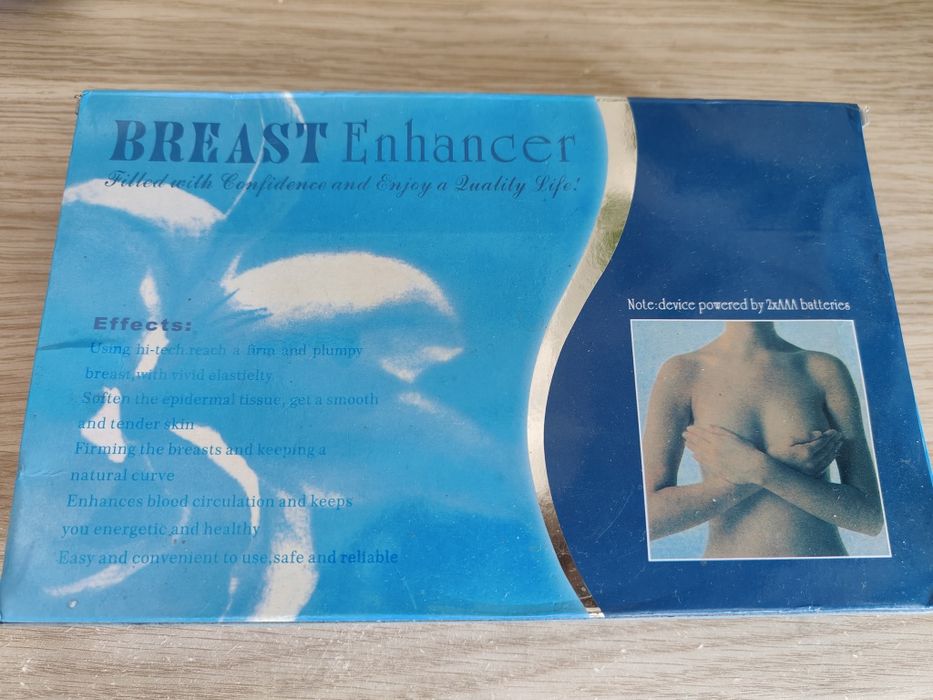 BREAST Enhancer
Filled with Confidence and Enjoy a Quality Life!
Note:device powered by 2xAAA batteries
Effects:
Using hi-tech,reach a firm and plumpy
breast,with vivid elastielty
Soften the epidermal tissue, get a smooth
and tender skin
Firming the breasts and keeping a
natural curve
Enhances blood circulation and keeps
you energetic and healthy
Easy and convenient to use,safe and reliable